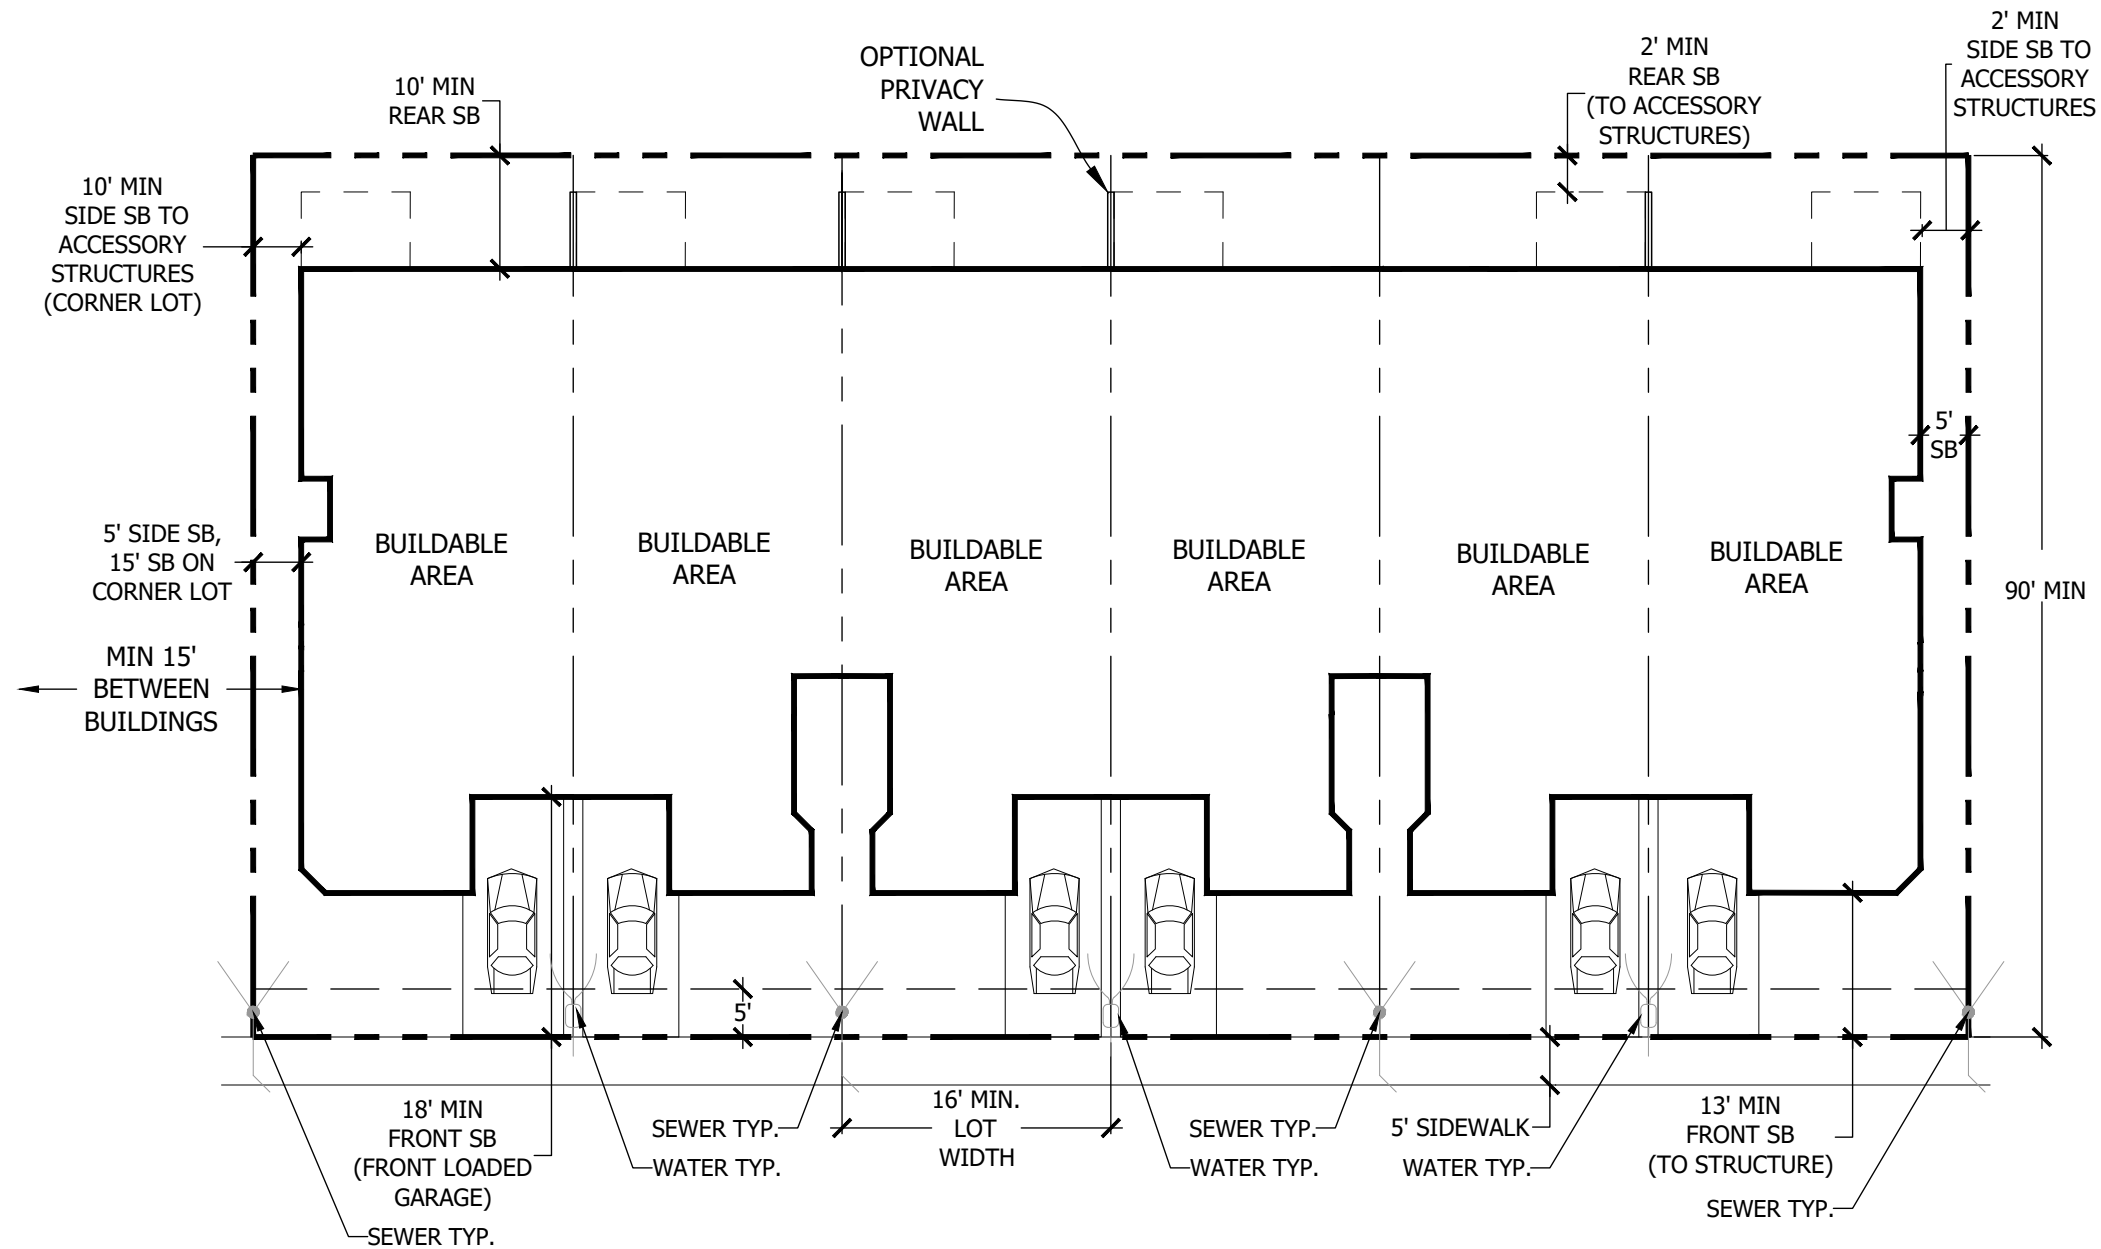 2' MIN
SIDE SB TO
ACCESSORY
STRUCTURES
2' MIN
REAR SB
(TO ACCESSORY
STRUCTURES)
OPTIONAL
PRIVACY
WALL
10' MIN
REAR SB
10' MIN
SIDE SB TO
ACCESSORY
STRUCTURES
(CORNER LOT)
5'
SB
5' SIDE SB,
15' SB ON
CORNER LOT
BUILDABLE
AREA
BUILDABLE
AREA
BUILDABLE
AREA
BUILDABLE
AREA
BUILDABLE
AREA
BUILDABLE
AREA
90' MIN
MIN 15'
BETWEEN
BUILDINGS
5'
18' MIN
FRONT SB
(FRONT LOADED
GARAGE)
SEWER TYP.
SEWER TYP.
WATER TYP.
16' MIN.
LOT
WIDTH
SEWER TYP.
WATER TYP.
5' SIDEWALK
WATER TYP.
13' MIN
FRONT SB
(TO STRUCTURE)
SEWER TYP.